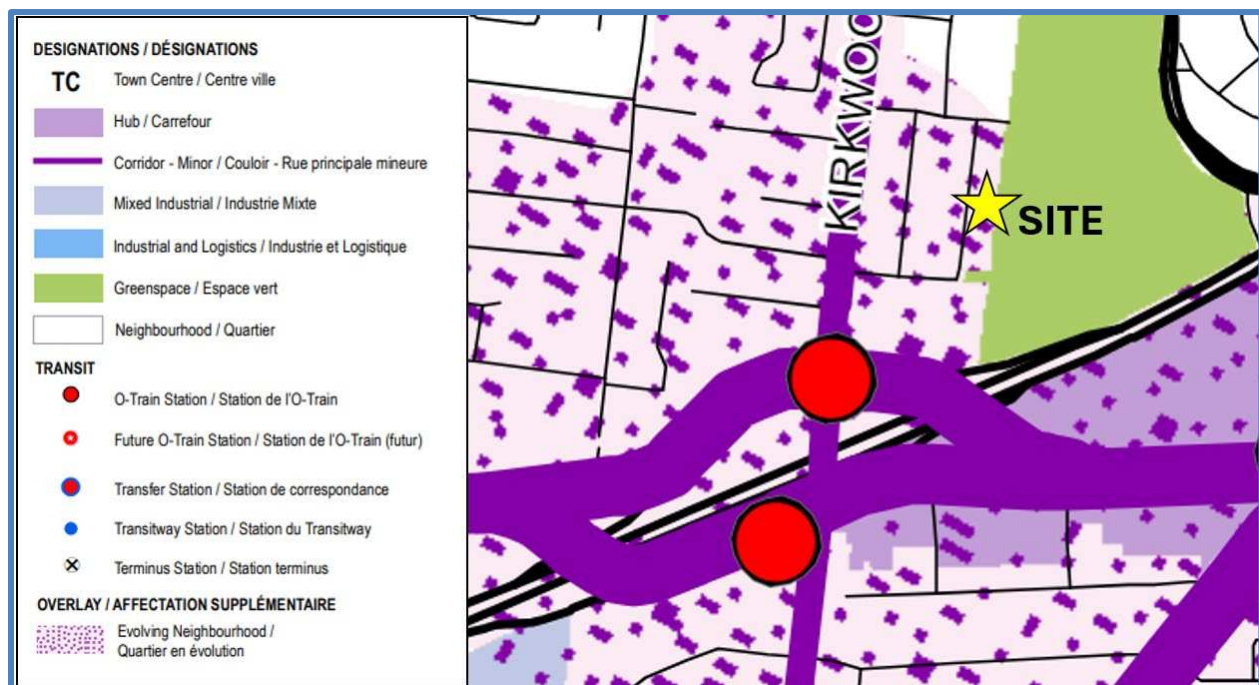 DESIGNATIONS / DÉSIGNATIONS
TC Town Centre / Centre ville
Hub / Carrefour
Corridor - Minor / Couloir - Rue principale mineure
Mixed Industrial / Industrie Mixte
Industrial and Logistics / Industrie et Logistique
Greenspace / Espace vert
Neighbourhood / Quartier
TRANSIT
O-Train Station / Station de l'O-Train
Future O-Train Station / Station de l'O-Train (futur)
Transfer Station / Station de correspondance
Transitway Station / Station du Transitway
Terminus Station / Station terminus
OVERLAY / AFFECTATION SUPPLÉMENTAIRE
Evolving Neighbourhood /
Quartier en évolution
KIRKWOO
SITE